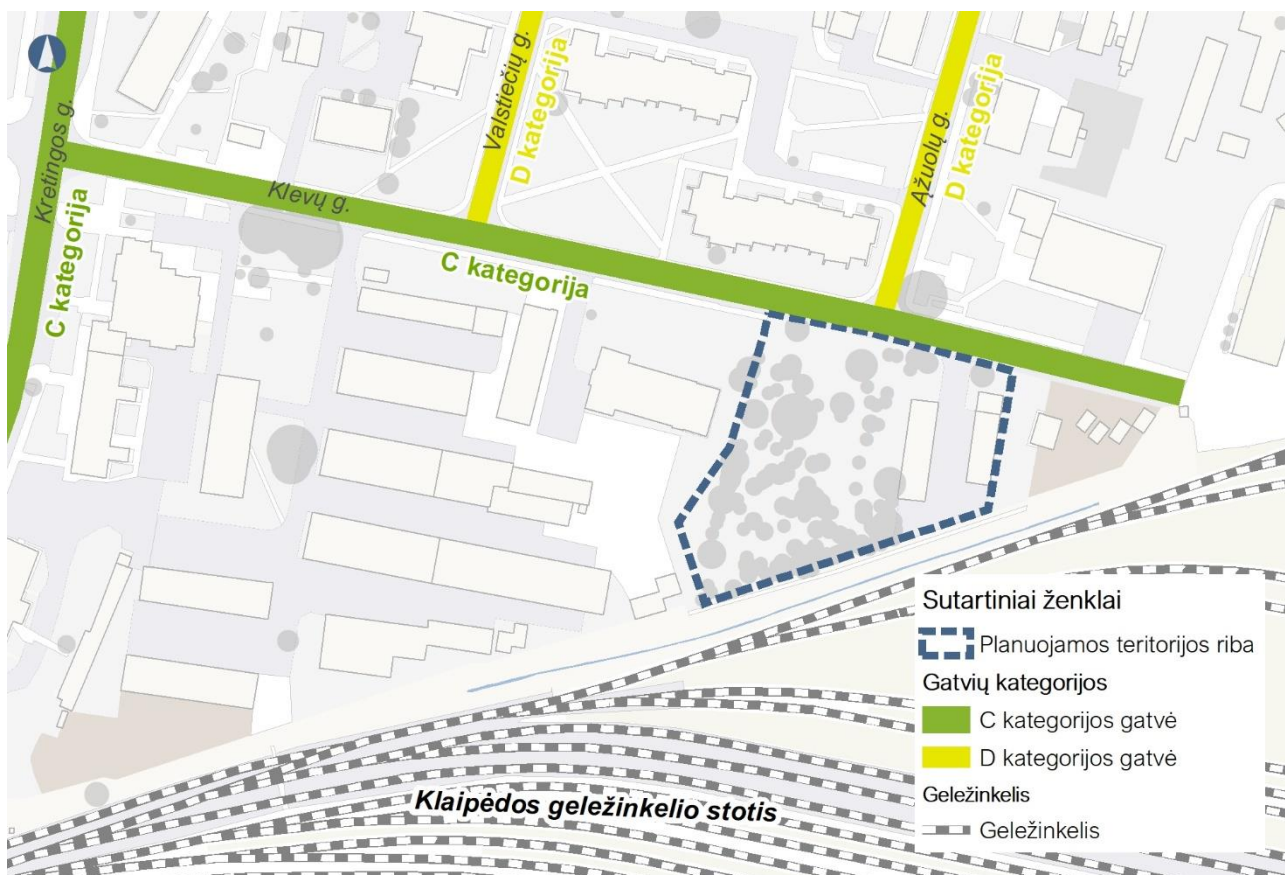 Kretingos g.
C kategorija
Klevų g.
Valstiečių g.
D kategorija
C kategorija
Ąžuolų g.
D kategorija
Klaipėdos geležinkelio stotis
Sutartiniai ženklai
Planuojamos teritorijos riba
Gatvių kategorijos
C kategorijos gatvė
D kategorijos gatvė
Geležinkelis
Geležinkelis